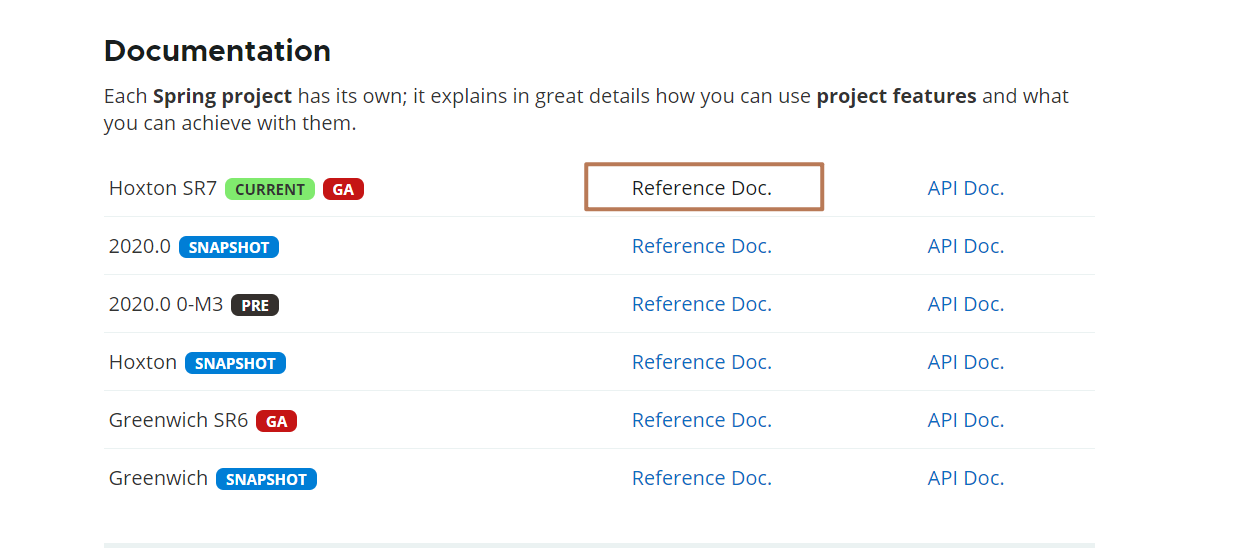 Documentation
Each Spring project has its own; it explains in great details how you can use project features and what
you can achieve with them.
Hoxton SR7 CURRENT GA Reference Doc. API Doc.
2020.0 SNAPSHOT Reference Doc. API Doc.
2020.0 0-M3 PRE Reference Doc. API Doc.
Hoxton SNAPSHOT Reference Doc. API Doc.
Greenwich SR6 GA Reference Doc. API Doc.
Greenwich SNAPSHOT Reference Doc. API Doc.